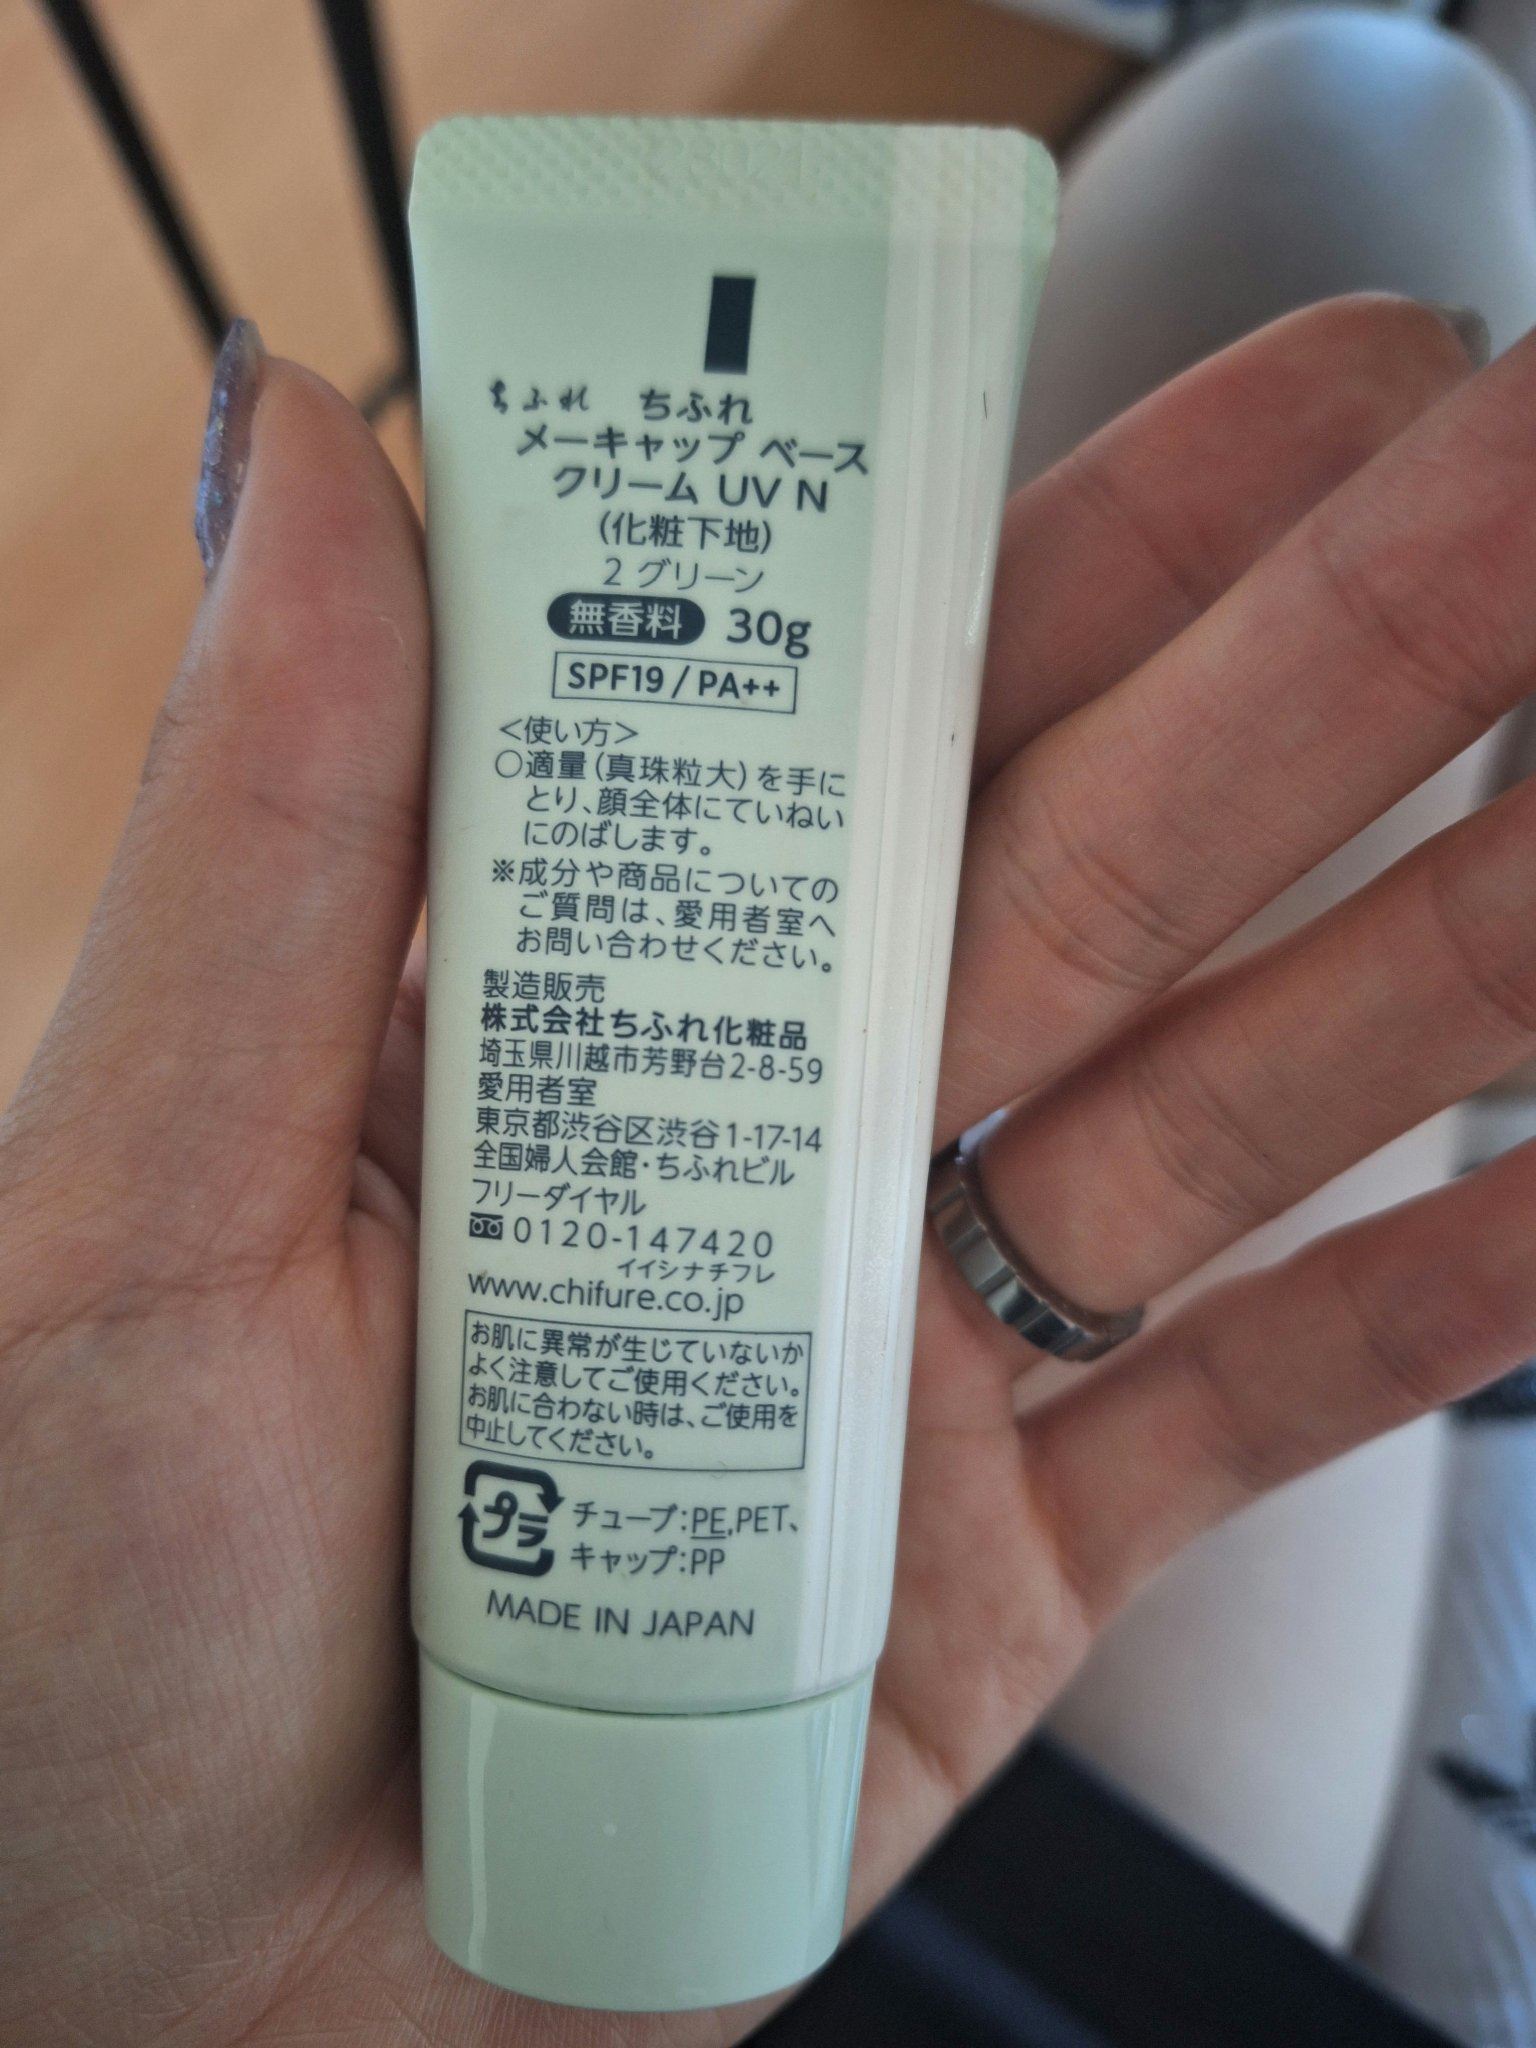 ちふれ ちふれ
メーキャップ ベース
クリーム UV N
(化粧下地)
2 グリーン
無香料 30g
SPF19 / PA++
<使い方>
○適量(真珠粒大)を手に
とり、顔全体にていねい
にのばします。
※成分や商品についての
ご質問は、愛用者室へ
お問い合わせください。
製造販売
株式会社ちふれ化粧品
埼玉県川越市芳野台2-8-59
愛用者室
東京都渋谷区渋谷1-17-14
全国婦人会館・ちふれビル
フリーダイヤル
0120-147420
イイシナチフレ
www.chifure.co.jp
お肌に異常が生じていないか
よく注意してご使用ください。
お肌に合わない時は、ご使用を
中止してください。
プラ チューブ:PE,PET、
キャップ:PP
MADE IN JAPAN